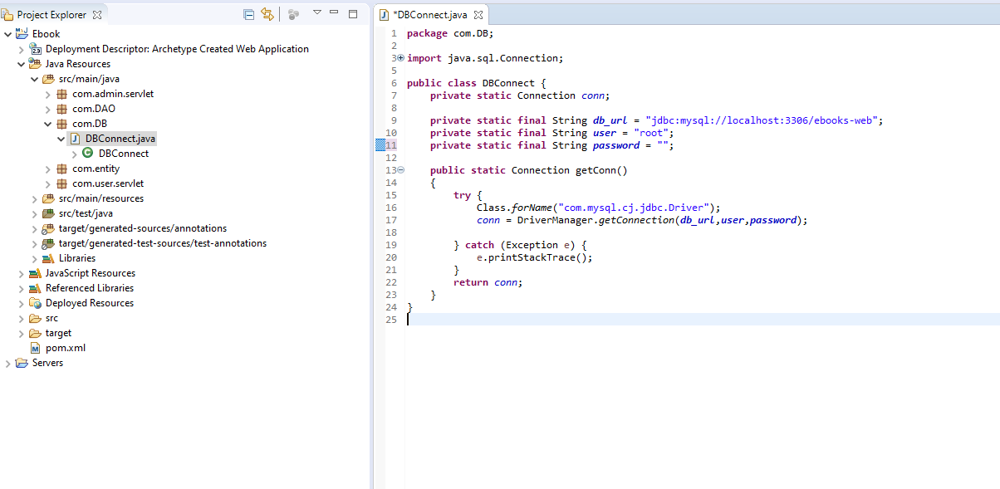 Project Explorer
Ebook
Deployment Descriptor: Archetype Created Web Application
Java Resources
src/main/java
com.admin.servlet
com.DAO
com.DB
DBConnect.java
DBConnect
com.entity
com.user.servlet
src/main/resources
src/test/java
target/generated-sources/annotations
target/generated-test-sources/test-annotations
Libraries
JavaScript Resources
Referenced Libraries
Deployed Resources
src
target
pom.xml
Servers
*DBConnect.java
1 package com.DB;
2
3 import java.sql.Connection;
5
6 public class DBConnect {
7 private static Connection conn;
8
9 private static final String db_url = "jdbc:mysql://localhost:3306/ebooks-web";
10 private static final String user = "root";
11 private static final String password = "";
12
13 public static Connection getConn()
14 {
15 try {
16 Class.forName("com.mysql.cj.jdbc.Driver");
17 conn = DriverManager.getConnection(db_url,user,password);
18
19 } catch (Exception e) {
20 e.printStackTrace();
21 }
22 return conn;
23 }
24 }
25